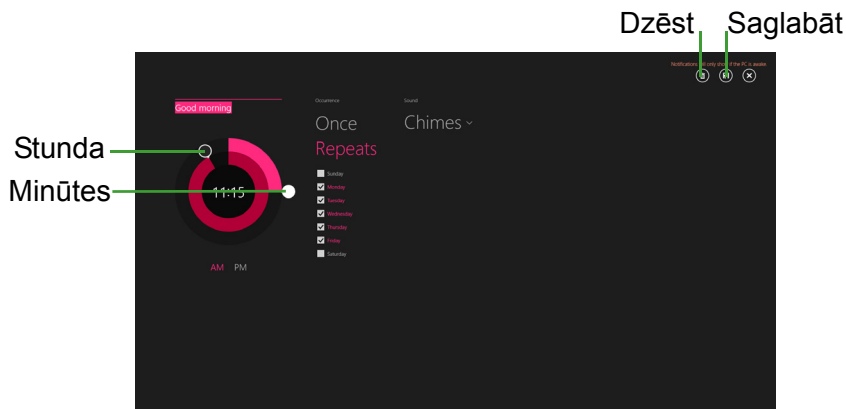 Dzēst Saglabāt
Notifications will only show if the PC is awake
Good morning
Occurrence
Sound
Once
Chimes
Repeats
Stunda
Minūtes
11:15
Sunday
Monday
Tuesday
Wednesday
Thursday
Friday
Saturday
AM PM